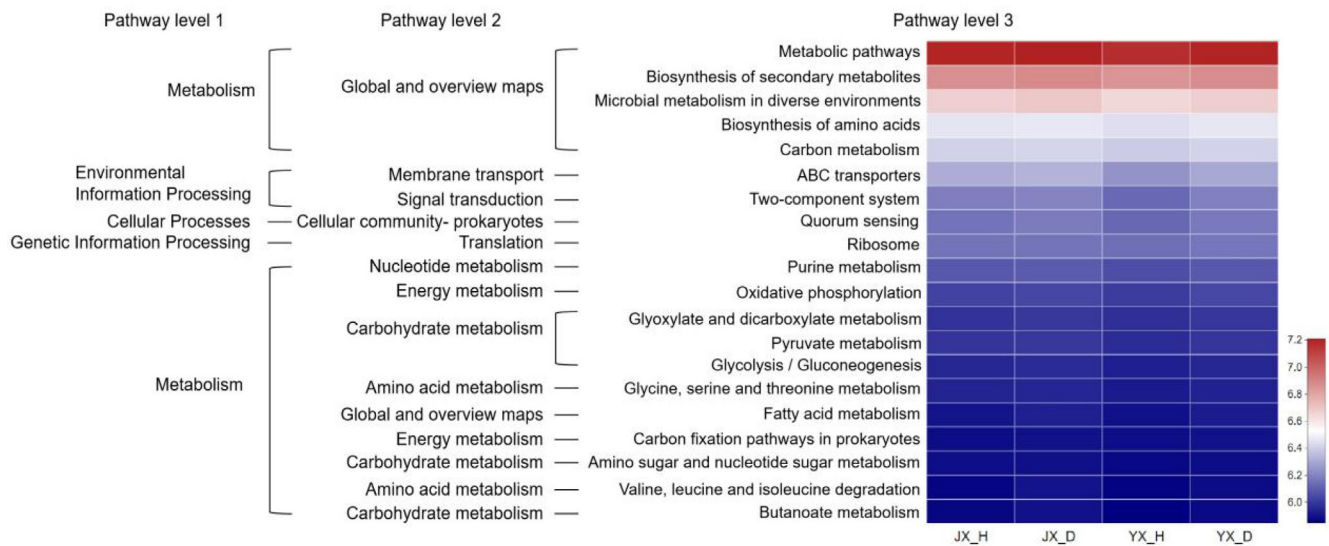 Pathway level 1
Pathway level 2
Pathway level 3
Metabolism
Global and overview maps
Metabolic pathways
Biosynthesis of secondary metabolites
Microbial metabolism in diverse environments
Biosynthesis of amino acids
Carbon metabolism
Environmental
Information Processing
Membrane transport
ABC transporters
Signal transduction
Two-component system
Cellular Processes
Cellular community- prokaryotes
Quorum sensing
Genetic Information Processing
Translation
Ribosome
Metabolism
Nucleotide metabolism
Purine metabolism
Energy metabolism
Oxidative phosphorylation
Carbohydrate metabolism
Glyoxylate and dicarboxylate metabolism
Pyruvate metabolism
Glycolysis / Gluconeogenesis
Amino acid metabolism
Glycine, serine and threonine metabolism
Global and overview maps
Fatty acid metabolism
Energy metabolism
Carbon fixation pathways in prokaryotes
Carbohydrate metabolism
Amino sugar and nucleotide sugar metabolism
Amino acid metabolism
Valine, leucine and isoleucine degradation
Carbohydrate metabolism
Butanoate metabolism
JX_H
JX_D
YX_H
YX_D
7.2
7.0
6.8
6.6
6.4
6.2
6.0